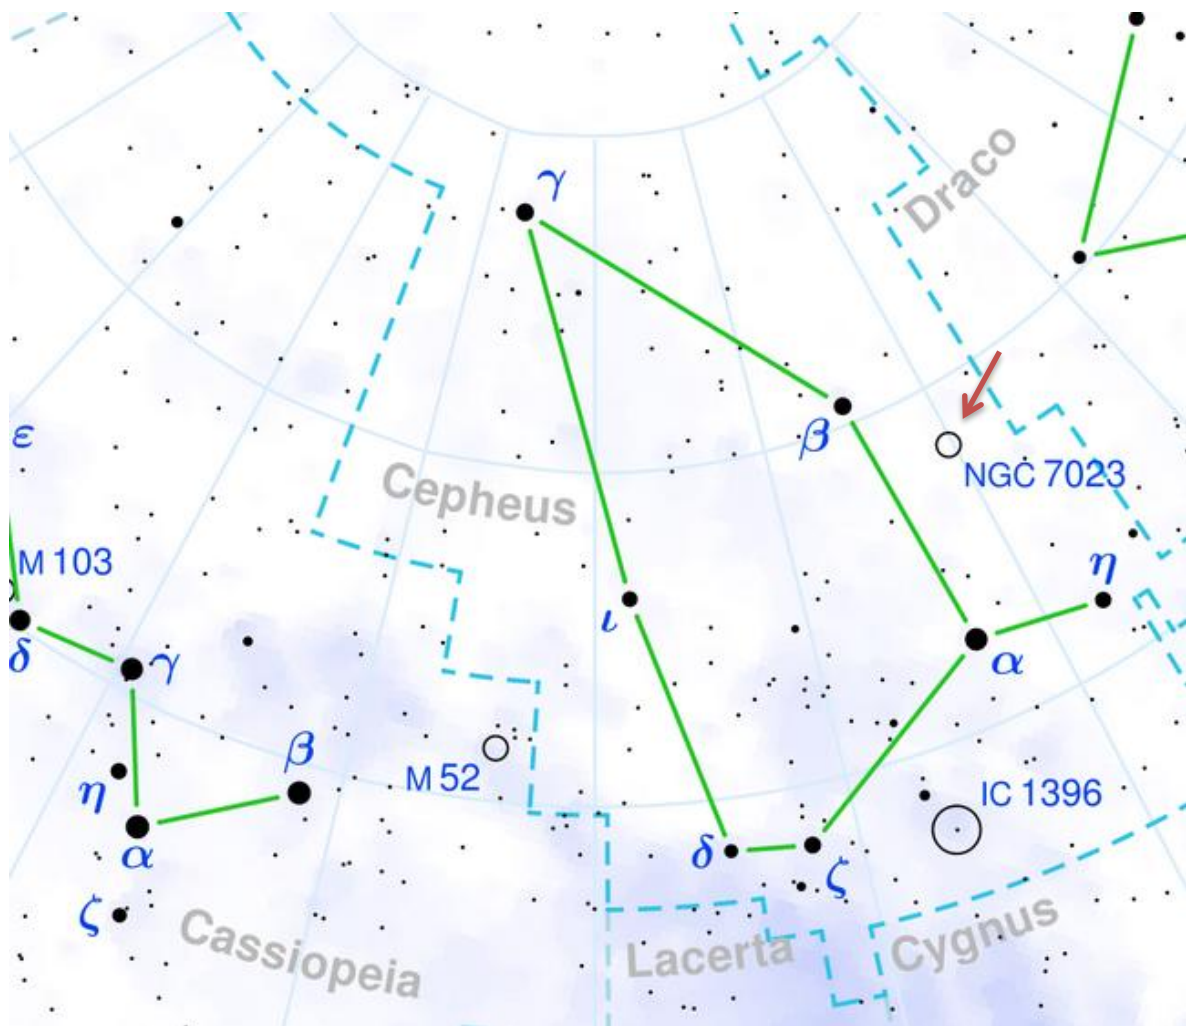 γ
Draco
ε
β
NGC 7023
Cepheus
M 103
η
ι
δ
γ
α
β
M 52
IC 1396
η
α
δ
ζ
ζ
Cassiopeia
Lacerta
Cygnus